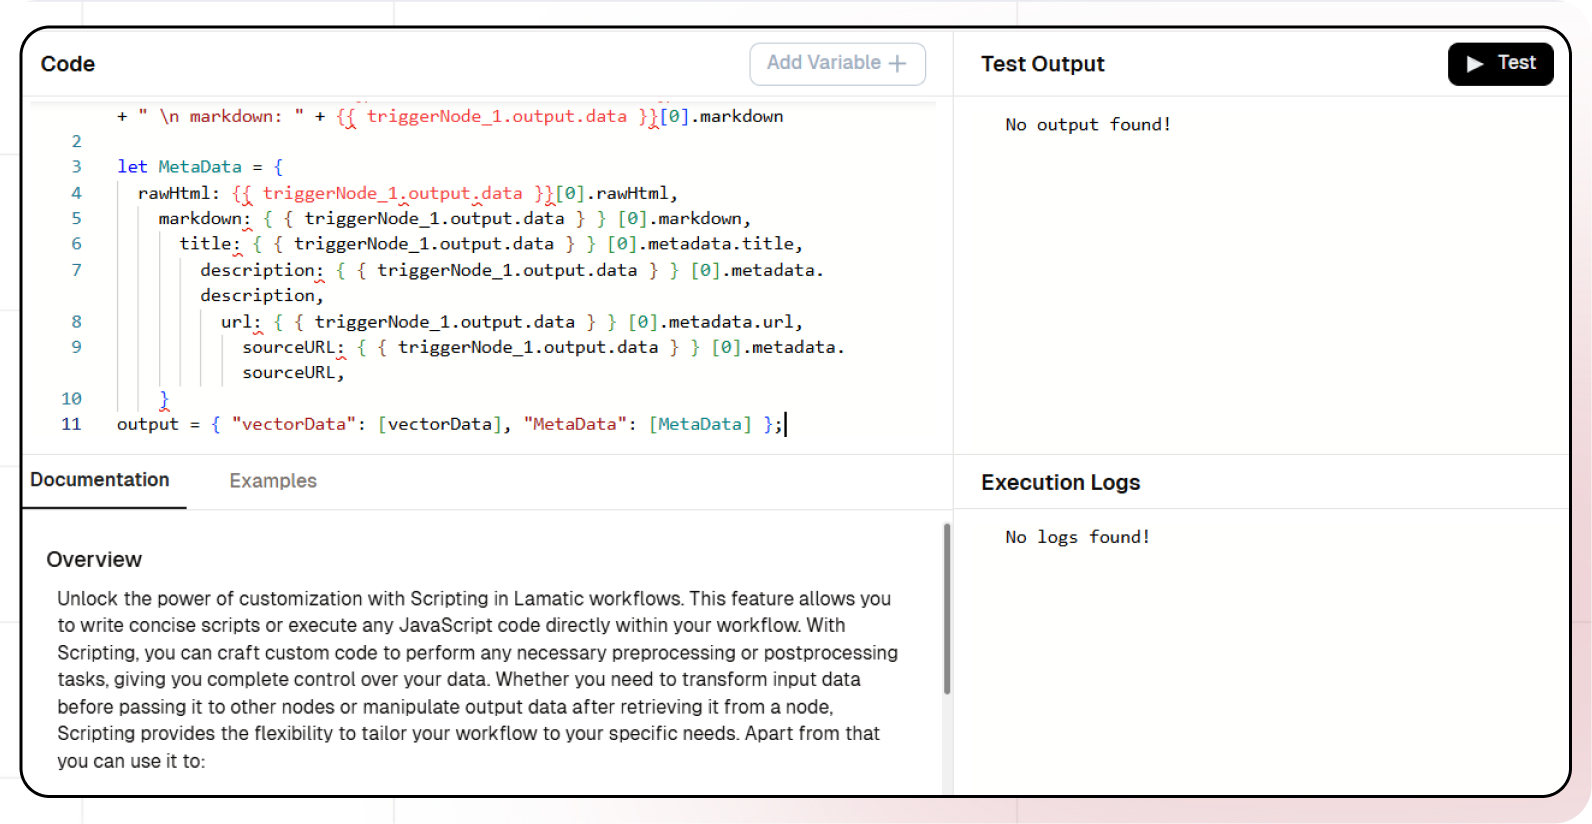 Code
Add Variable +
+ " \n markdown: " + {{ triggerNode_1.output.data }}[0].markdown
2
3 let MetaData = {
4 rawHtml: {{ triggerNode_1.output.data }}[0].rawHtml,
5 markdown: { { triggerNode_1.output.data } } [0].markdown,
6 title: { { triggerNode_1.output.data } } [0].metadata.title,
7 description: { { triggerNode_1.output.data } } [0].metadata.
description,
8 url: { { triggerNode_1.output.data } } [0].metadata.url,
9 sourceURL: { { triggerNode_1.output.data } } [0].metadata.
sourceURL,
10 }
11 output = { "vectorData": [vectorData], "MetaData": [MetaData] };
Documentation
Examples
Overview
Unlock the power of customization with Scripting in Lamatic workflows. This feature allows you
to write concise scripts or execute any JavaScript code directly within your workflow. With
Scripting, you can craft custom code to perform any necessary preprocessing or postprocessing
tasks, giving you complete control over your data. Whether you need to transform input data
before passing it to other nodes or manipulate output data after retrieving it from a node,
Scripting provides the flexibility to tailor your workflow to your specific needs. Apart from that
you can use it to:
Test Output
Test
No output found!
Execution Logs
No logs found!